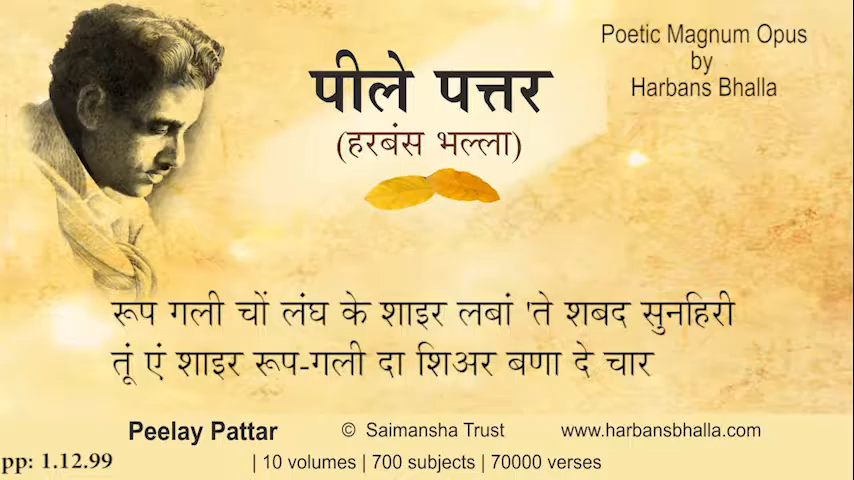 Poetic Magnum Opus
by
Harbans Bhalla
पीले पत्तर
(हरबंस भल्ला)
रूप गली चों लंघ के शाइर लबां 'ते शबद सुनहिरी
तूं एं शाइर रूप-गली दा शिअर बणा दे चार
Peelay Pattar © Saimansha Trust www.harbansbhalla.com
pp: 1.12.99 | 10 volumes | 700 subjects | 70000 verses